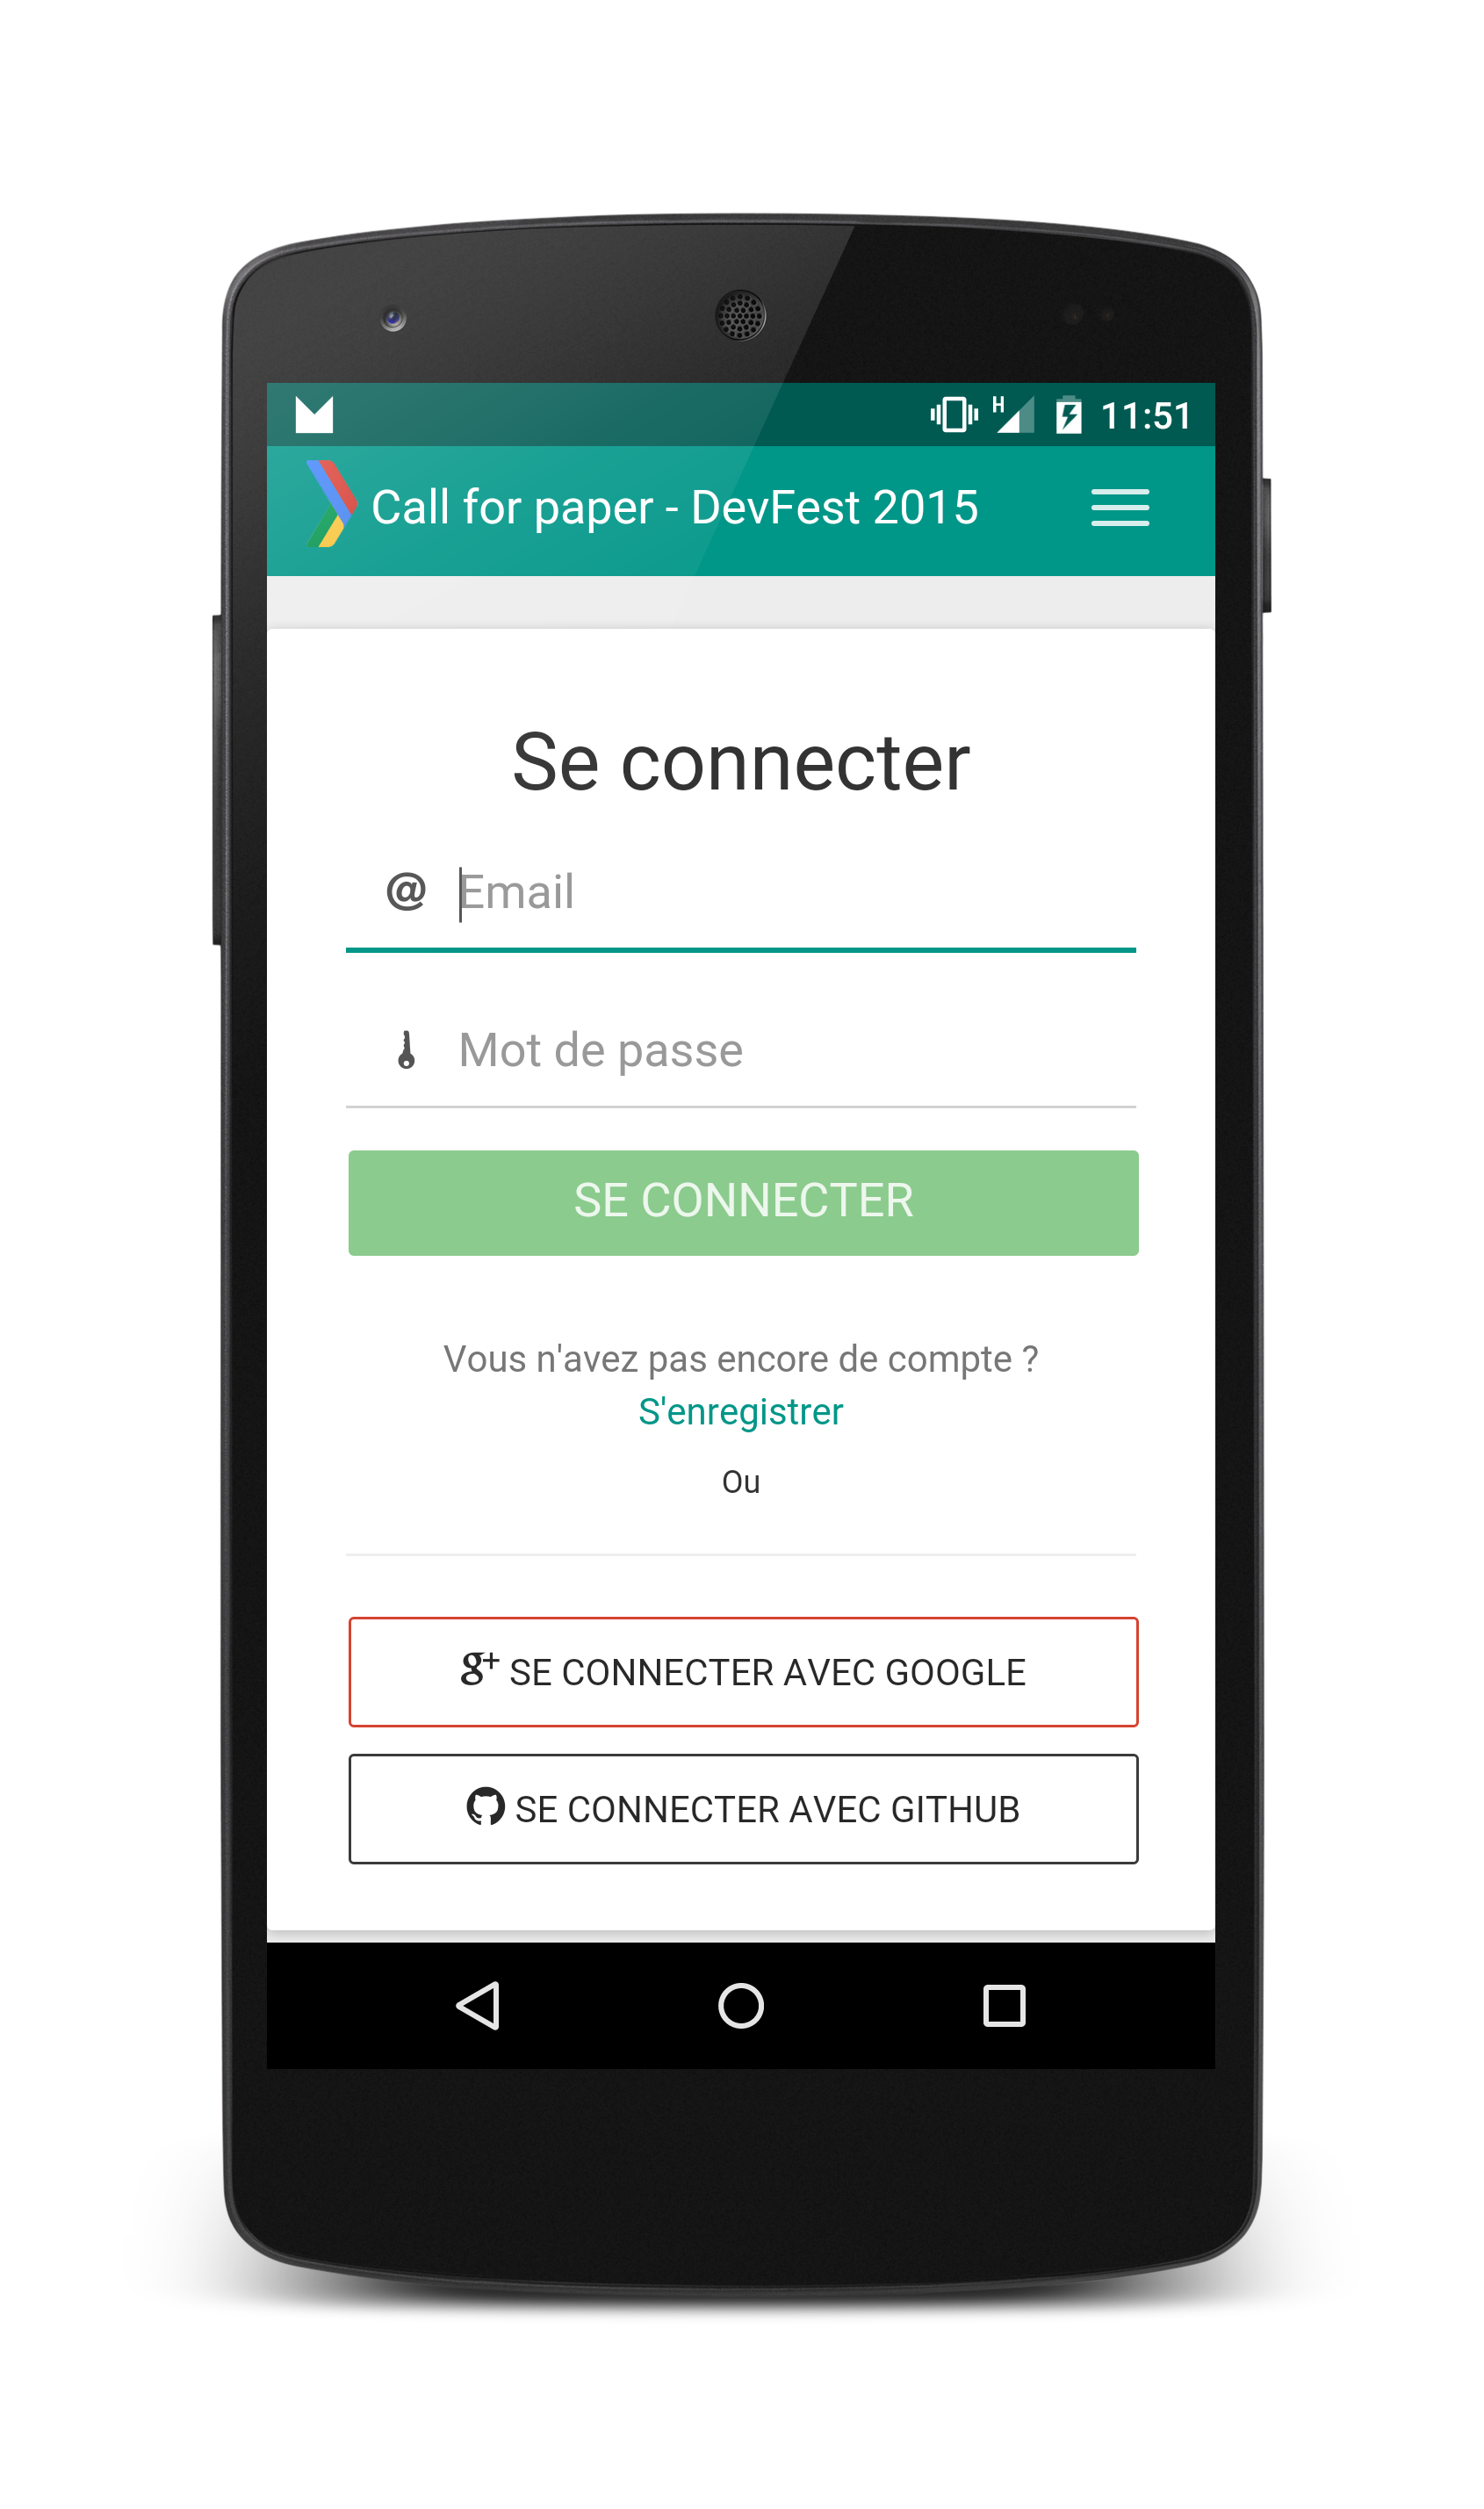 H 11:51
Call for paper - DevFest 2015
Se connecter
@ Email
Mot de passe
SE CONNECTER
Vous n'avez pas encore de compte ?
S'enregistrer
Ou
g+ SE CONNECTER AVEC GOOGLE
SE CONNECTER AVEC GITHUB